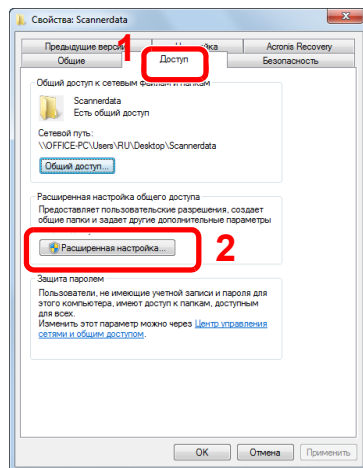 Свойства: Scannerdata
Предыдущие версии
Acronis Recovery
Общие
Доступ
Безопасность
1
Общий доступ к сетевым файлам и папкам
Scannerdata
Есть общий доступ
Сетевой путь:
\\OFFICE-PC\Users\RU\Desktop\Scannerdata
Общий доступ...
Расширенная настройка общего доступа
Предоставляет пользовательские разрешения, создает
общие папки и задает другие дополнительные параметры
Расширенная настройка...
2
Защита паролем
Пользователи, не имеющие учетной записи и пароля для
этого компьютера, имеют доступ к папкам, доступным
для всех.
Изменить этот параметр можно через Центр управления
сетями и общим доступом.
OK
Отмена
Применить